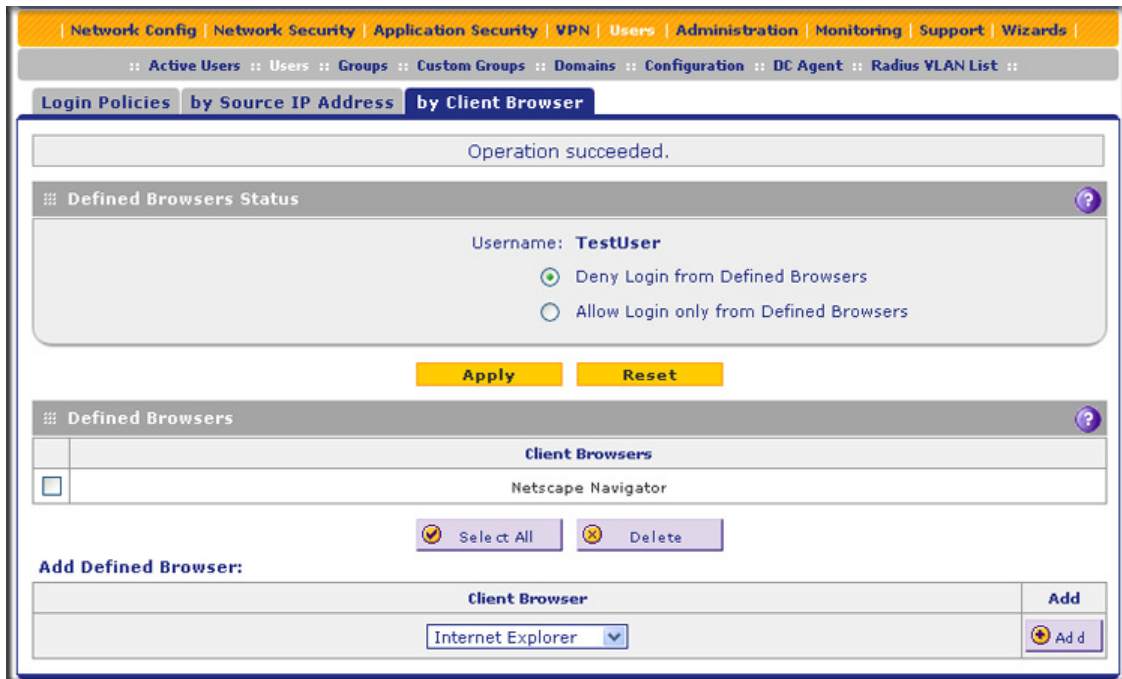 | Network Config | Network Security | Application Security | VPN | Users | Administration | Monitoring | Support | Wizards |
:: Active Users :: Users :: Groups :: Custom Groups :: Domains :: Configuration :: DC Agent :: Radius VLAN List ::
Login Policies by Source IP Address by Client Browser
Operation succeeded.
Defined Browsers Status ?
Username: TestUser
Deny Login from Defined Browsers
Allow Login only from Defined Browsers
Apply Reset
Defined Browsers ?
Client Browsers
Netscape Navigator
Select All Delete
Add Defined Browser:
Client Browser Add
Internet Explorer Add